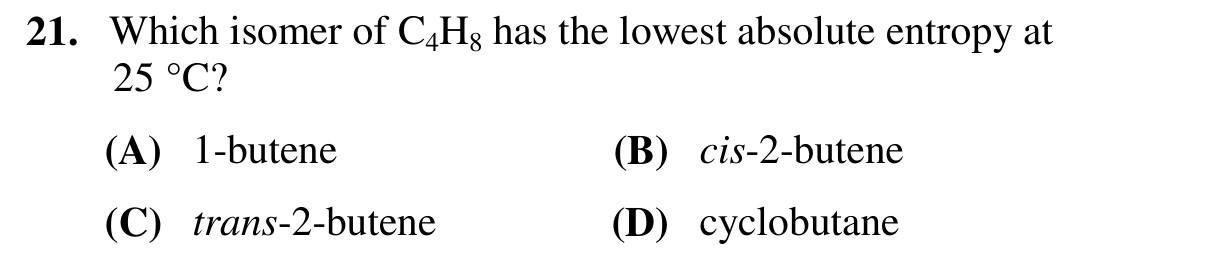 21. Which isomer of C₄H₈ has the lowest absolute entropy at
25 °C?
(A) 1-butene (B) cis-2-butene
(C) trans-2-butene (D) cyclobutane